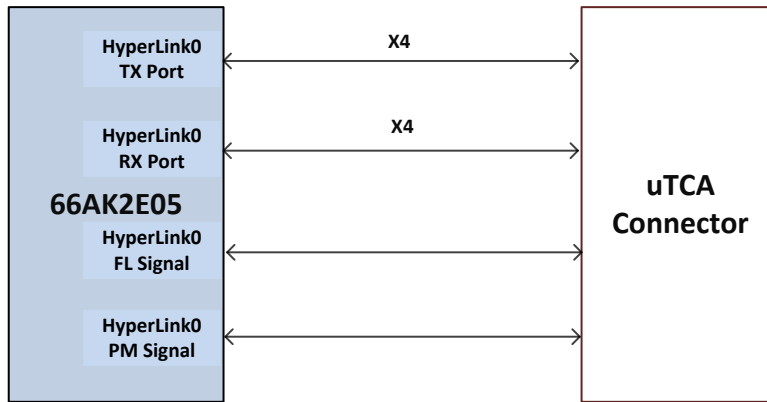 HyperLink0
TX Port
X4
HyperLink0
RX Port
X4
66AK2E05
HyperLink0
FL Signal
HyperLink0
PM Signal
uTCA
Connector